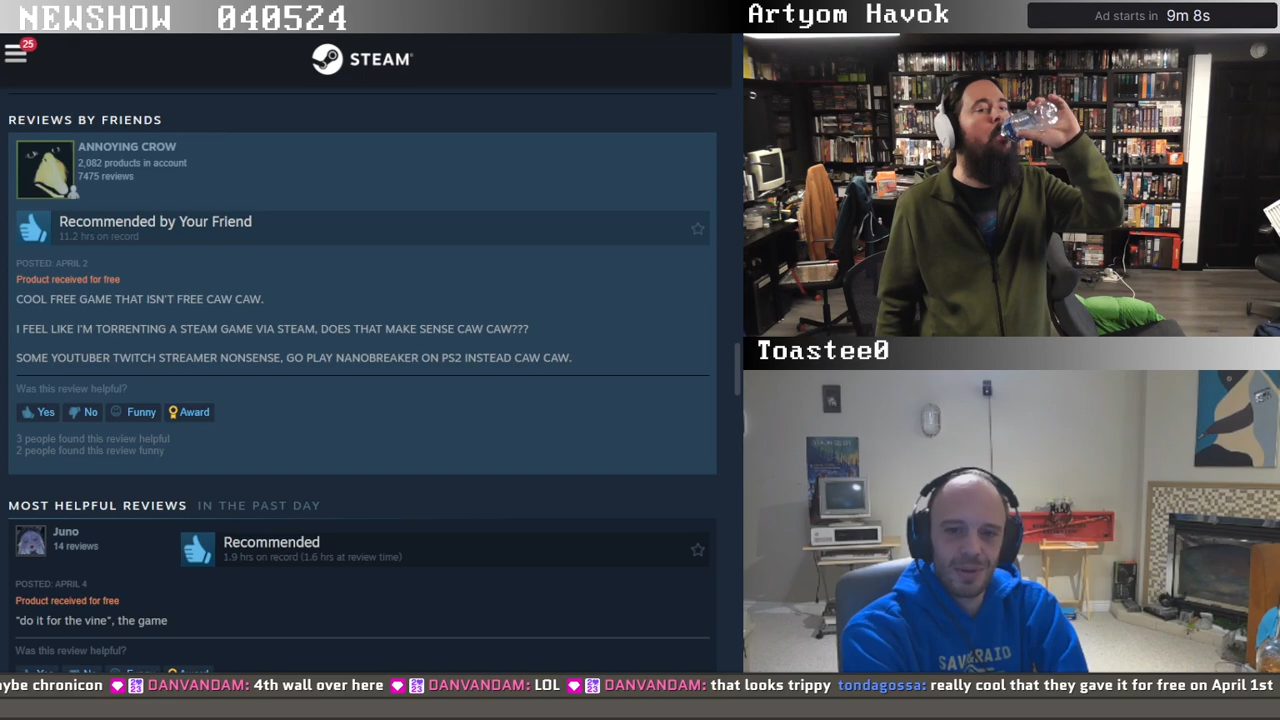 NEWSHOW 040524
Artyom Havok
Ad starts in 9m 8s
25
STEAM
REVIEWS BY FRIENDS
ANNOYING CROW
2,082 products in account
7475 reviews
Recommended by Your Friend
11.2 hrs on record
POSTED: APRIL 2
Product received for free
COOL FREE GAME THAT ISN'T FREE CAW CAW.
I FEEL LIKE I'M TORRENTING A STEAM GAME VIA STEAM, DOES THAT MAKE SENSE CAW CAW???
SOME YOUTUBER TWITCH STREAMER NONSENSE, GO PLAY NANOBREAKER ON PS2 INSTEAD CAW CAW.
Was this review helpful?
Yes No Funny Award
3 people found this review helpful
2 people found this review funny
Toastee0
MOST HELPFUL REVIEWS IN THE PAST DAY
Juno
14 reviews
Recommended
1.9 hrs on record (1.6 hrs at review time)
POSTED: APRIL 4
Product received for free
"do it for the vine", the game
Was this review helpful?
Yes No Funny Award
aybe chronicon DANVANDAM: 4th wall over here DANVANDAM: LOL DANVANDAM: that looks trippy tondagossa: really cool that they gave it for free on April 1st